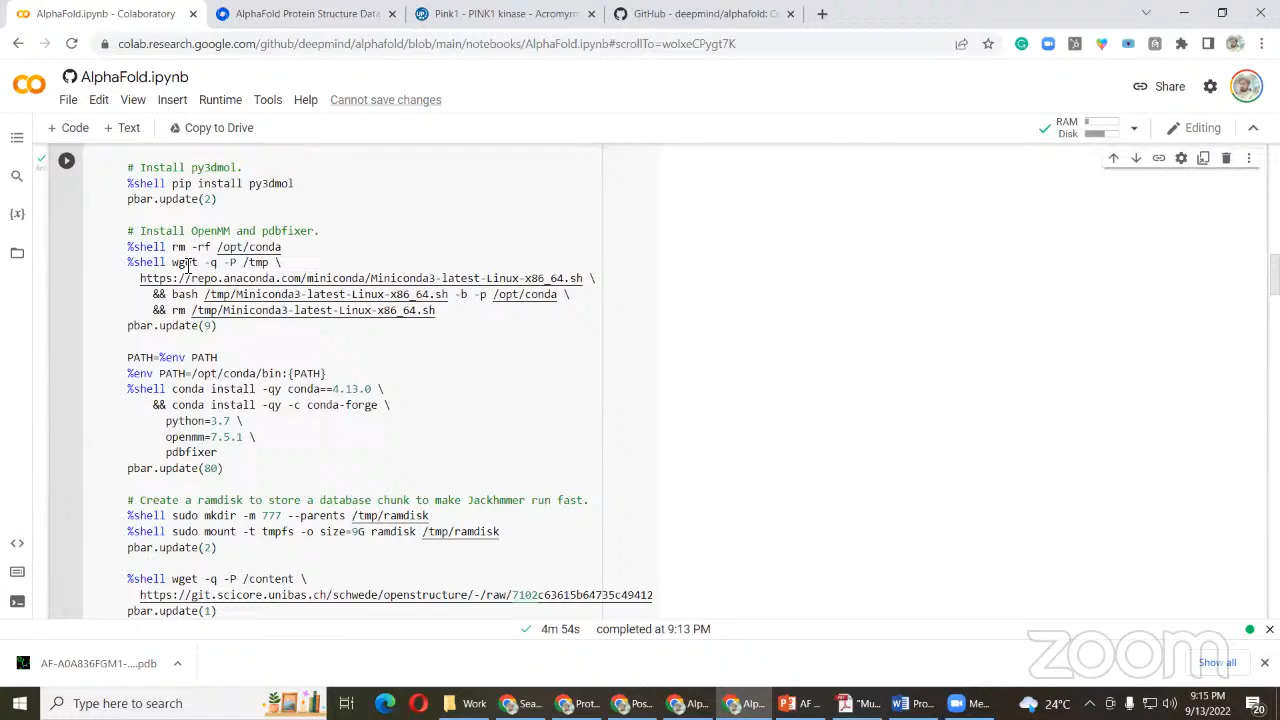 AlphaFold.ipynb - Colaboratory
AlphaFold Protein Structure Data
Pink1 - PINK1 kinase - Acromyrm
GitHub - deepmind/alphafold: O
colab.research.google.com/github/deepmind/alphafold/blob/main/notebooks/AlphaFold.ipynb#scrollTo=woIxeCPygt7K
AlphaFold.ipynb
Share
File Edit View Insert Runtime Tools Help Cannot save changes
+ Code + Text Copy to Drive
RAM
Disk
Editing
4m
# Install py3dmol.
%shell pip install py3dmol
pbar.update(2)
# Install OpenMM and pdbfixer.
%shell rm -rf /opt/conda
%shell wget -q -P /tmp \
https://repo.anaconda.com/miniconda/Miniconda3-latest-Linux-x86_64.sh \
&& bash /tmp/Miniconda3-latest-Linux-x86_64.sh -b -p /opt/conda \
&& rm /tmp/Miniconda3-latest-Linux-x86_64.sh
pbar.update(9)
PATH=%env PATH
%env PATH=/opt/conda/bin:{PATH}
%shell conda install -qy conda==4.13.0 \
&& conda install -qy -c conda-forge \
python=3.7 \
openmm=7.5.1 \
pdbfixer
pbar.update(80)
# Create a ramdisk to store a database chunk to make Jackhmmer run fast.
%shell sudo mkdir -m 777 --parents /tmp/ramdisk
%shell sudo mount -t tmpfs -o size=9G ramdisk /tmp/ramdisk
pbar.update(2)
%shell wget -q -P /content \
https://git.scicore.unibas.ch/schwede/openstructure/-/raw/7102c63615b64735c49412
pbar.update(1)
4m 54s completed at 9:13 PM
zoom
AF-A0A836FGM1-....pdb
Show all
Type here to search
Work
Sea...
Prot...
Pos...
Alp...
Alp...
AF ...
"Mu...
Word Pro...
Me...
24°C
9:15 PM
9/13/2022
20